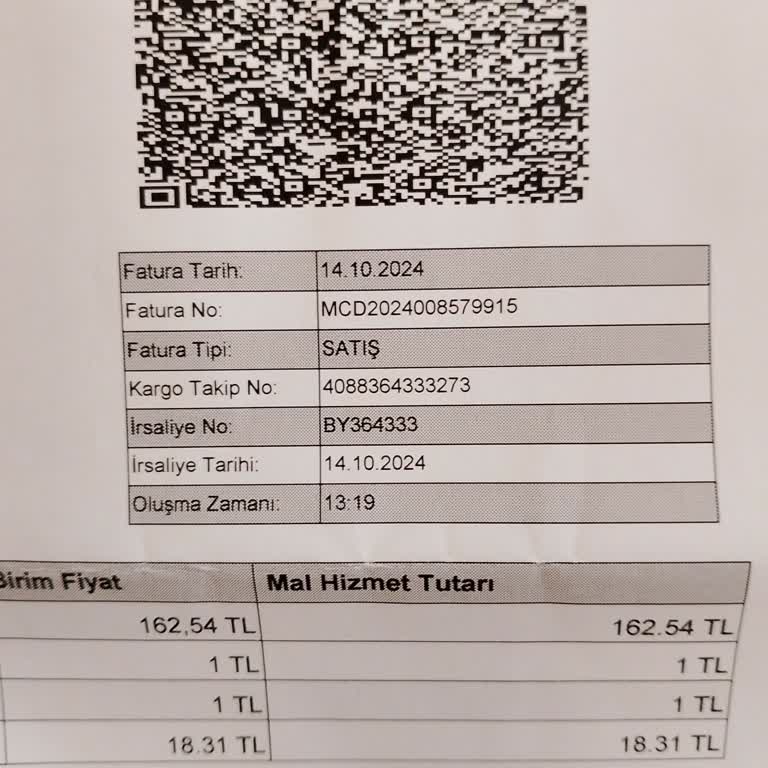 Fatura Tarih: 14.10.2024
Fatura No: MCD2024008579915
Fatura Tipi: SATIŞ
Kargo Takip No: 4088364333273
İrsaliye No: BY364333
İrsaliye Tarihi: 14.10.2024
Oluşma Zamanı: 13:19
Birim Fiyat Mal Hizmet Tutarı
162,54 TL 162.54 TL
1 TL 1 TL
1 TL 1 TL
18.31 TL 18.31 TL